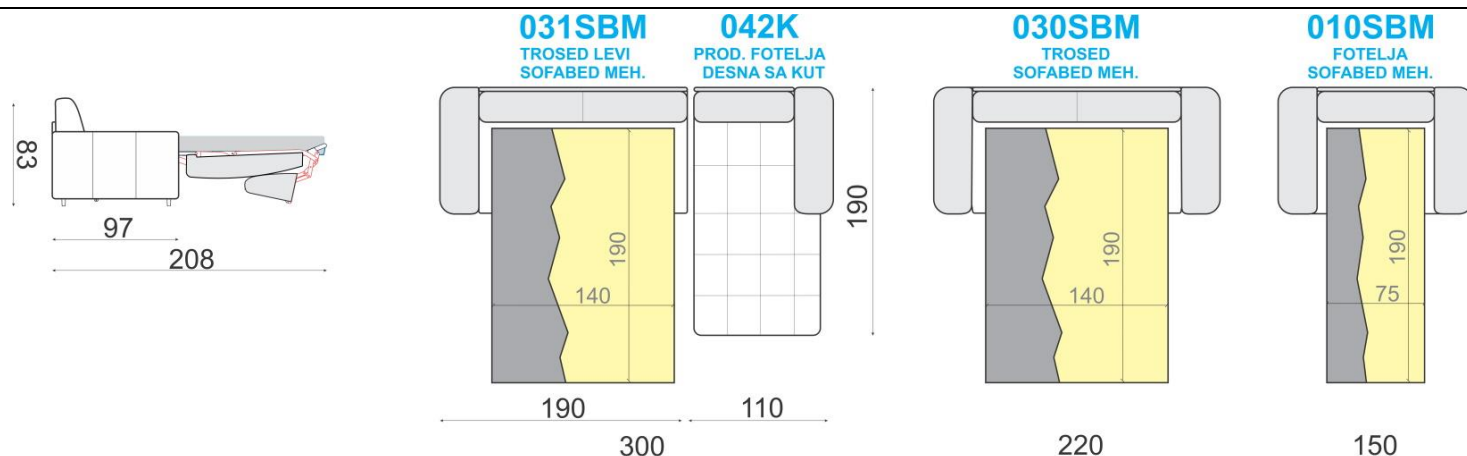 031SBM
TROSED LEVI
SOFABED MEH.
042K
PROD. FOTELJA
DESNA SA KUT
030SBM
TROSED
SOFABED MEH.
010SBM
FOTELJA
SOFABED MEH.
83
97
208
190
140
190
190
140
190
75
190
110
300
220
150